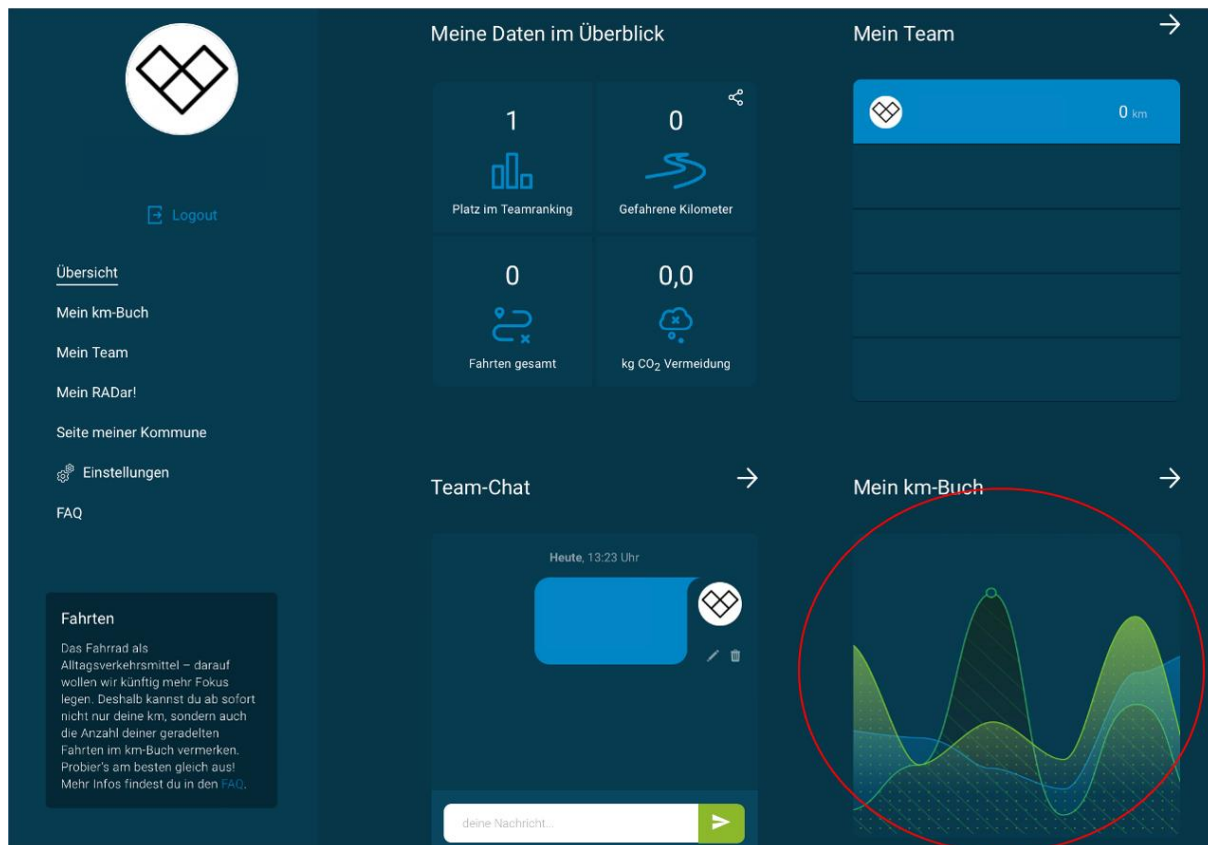 Logout
Übersicht
Mein km-Buch
Mein Team
Mein RADar!
Seite meiner Kommune
Einstellungen
FAQ
Fahrten
Das Fahrrad als
Alltagsverkehrsmittel – darauf
wollen wir künftig mehr Fokus
legen. Deshalb kannst du ab sofort
nicht nur deine km, sondern auch
die Anzahl deiner geradelten
Fahrten im km-Buch vermerken.
Probier's am besten gleich aus!
Mehr Infos findest du in den FAQ.
Meine Daten im Überblick
1
Platz im Teamranking
0
Gefahrene Kilometer
0
Fahrten gesamt
0,0
kg CO₂ Vermeidung
Mein Team
0 km
Team-Chat
Heute, 13:23 Uhr
deine Nachricht...
Mein km-Buch